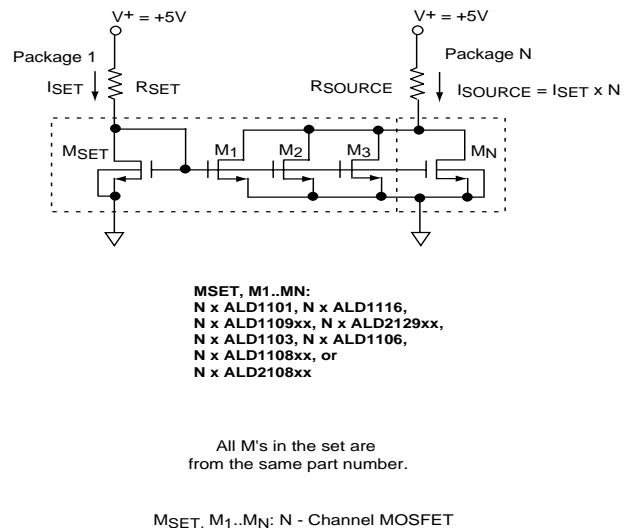 V+ = +5V
V+ = +5V
Package 1
Package N
ISET
RSET
RSOURCE
ISOURCE = ISET x N
MSET
M1
M2
M3
MN
MSET, M1..MN:
N x ALD1101, N x ALD1116,
N x ALD1109xx, N x ALD2129xx,
N x ALD1103, N x ALD1106,
N x ALD1108xx, or
N x ALD2108xx
All M's in the set are
from the same part number.
MSET, M1..MN: N - Channel MOSFET